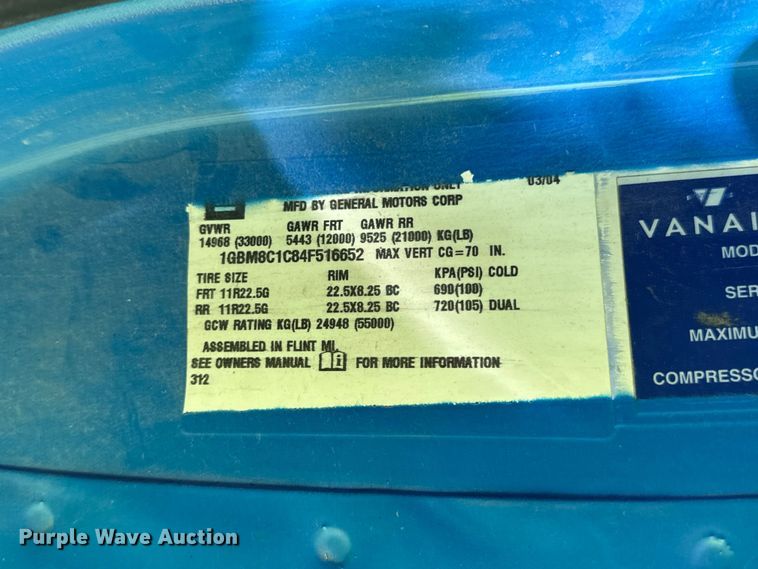 INFORMATION ONLY 03/04
MFD BY GENERAL MOTORS CORP
GVWR GAWR FRT GAWR RR
14968 (33000) 5443 (12000) 9525 (21000) KG(LB)
1GBM8C1C84F516652 MAX VERT CG=70 IN.
TIRE SIZE RIM KPA(PSI) COLD
FRT 11R22.5G 22.5X8.25 BC 690(100)
RR 11R22.5G 22.5X8.25 BC 720(105) DUAL
GCW RATING KG(LB) 24948 (55000)
ASSEMBLED IN FLINT MI.
SEE OWNERS MANUAL FOR MORE INFORMATION
312
VANAI
MOD
SER
MAXIMU
COMPRESSO
Purple Wave Auction